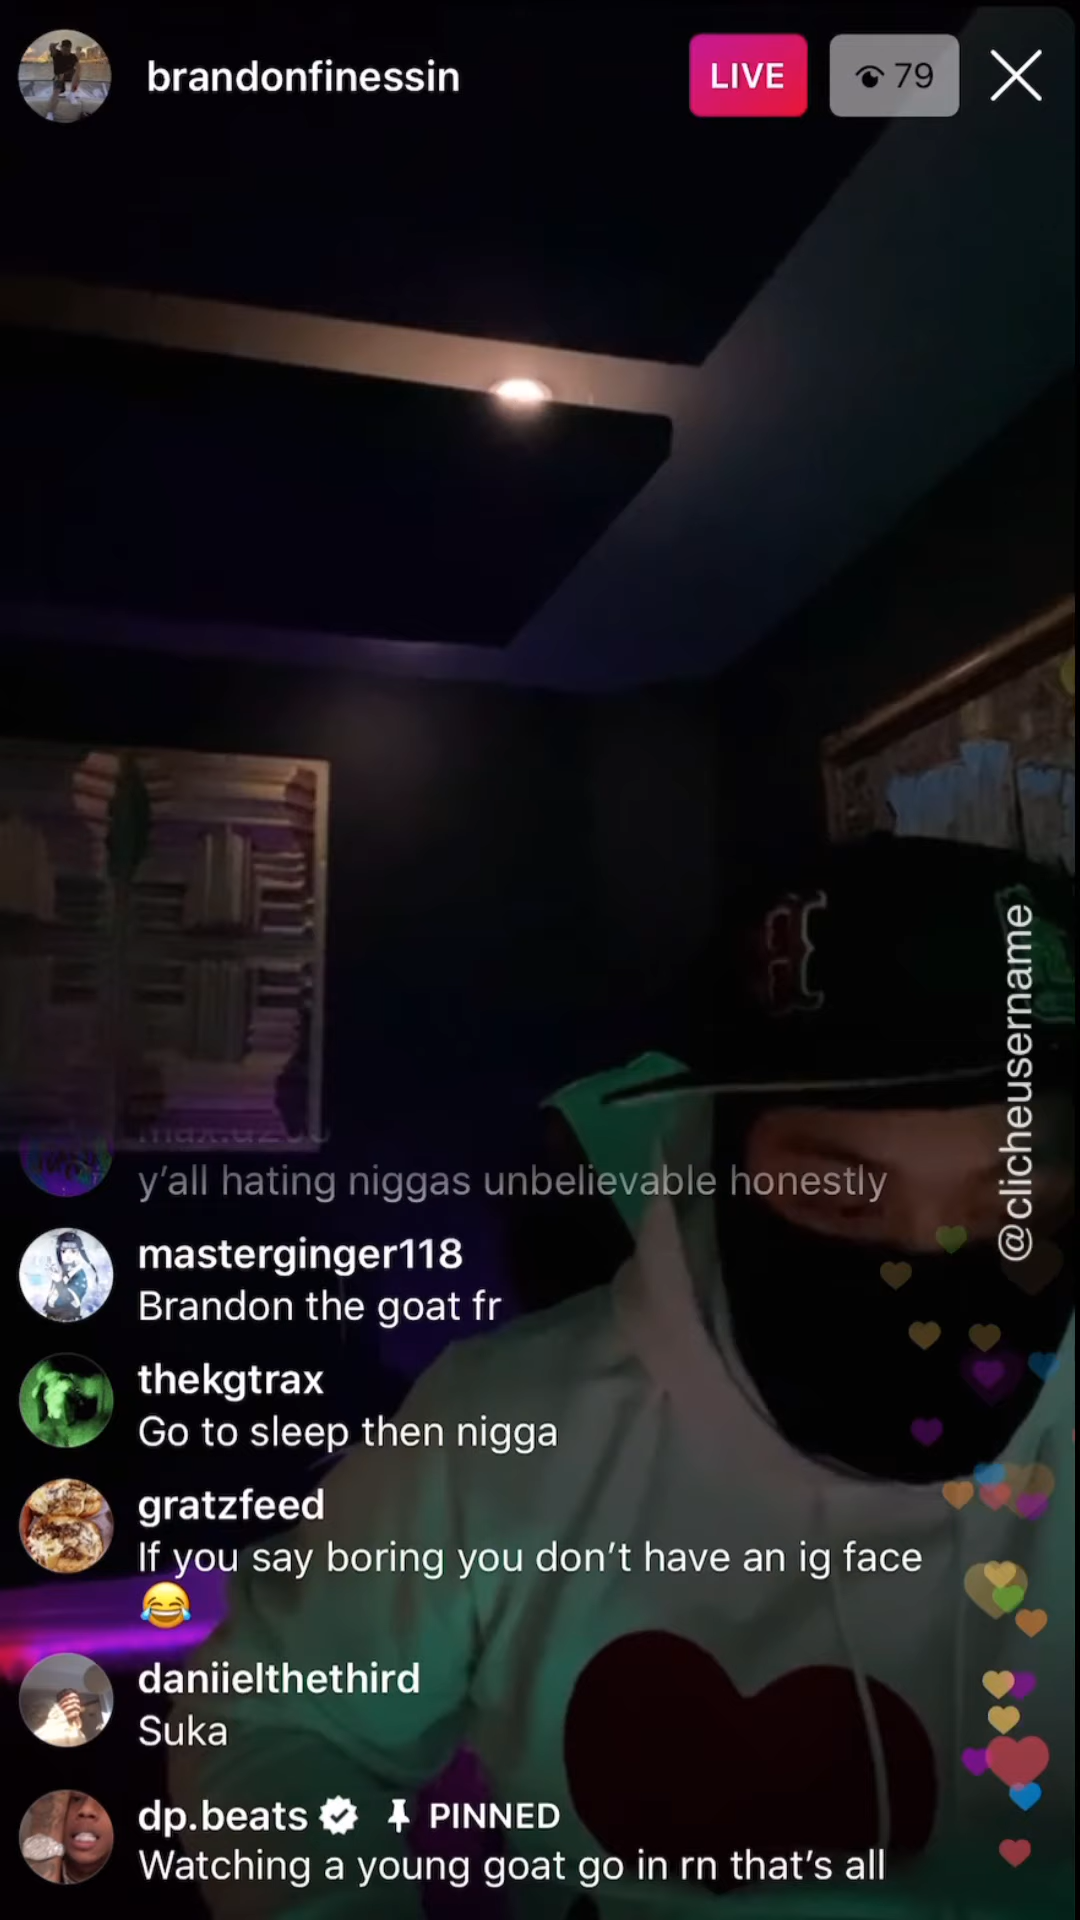 brandonfinessin
LIVE
79
@clicheusername
y'all hating niggas unbelievable honestly
masterginger118
Brandon the goat fr
thekgtrax
Go to sleep then nigga
gratzfeed
If you say boring you don't have an ig face
😂
daniielthethird
Suka
dp.beats PINNED
Watching a young goat go in rn that's all